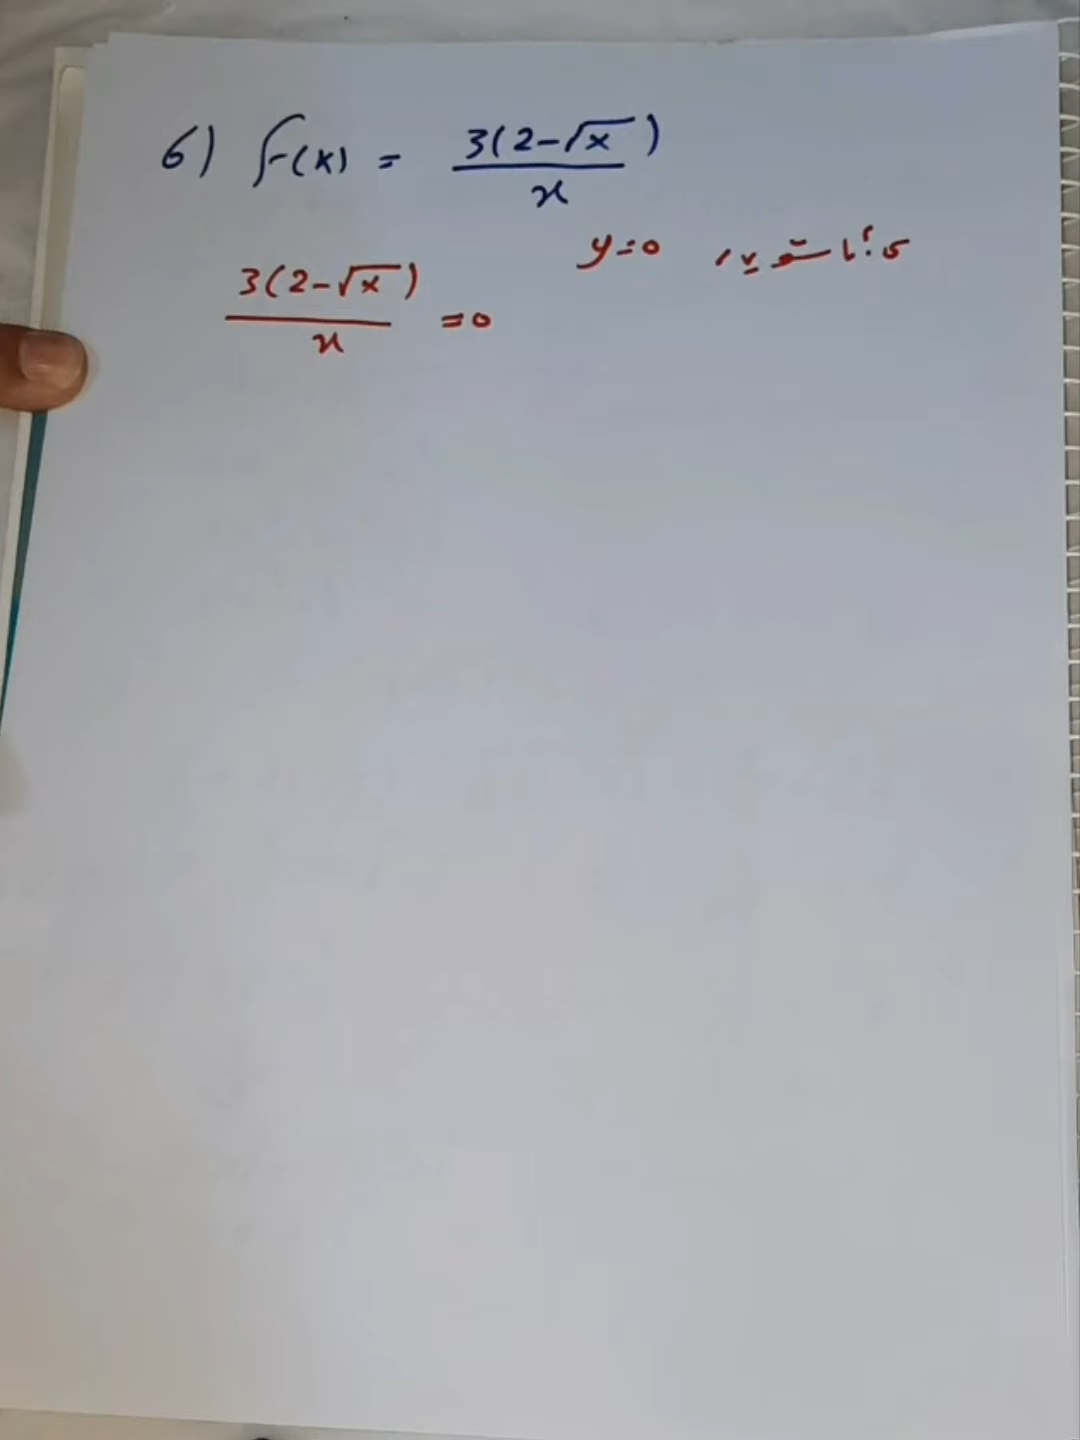 6) f(x) = 3(2-√x) / x
y=0
3(2-√x) / x = 0